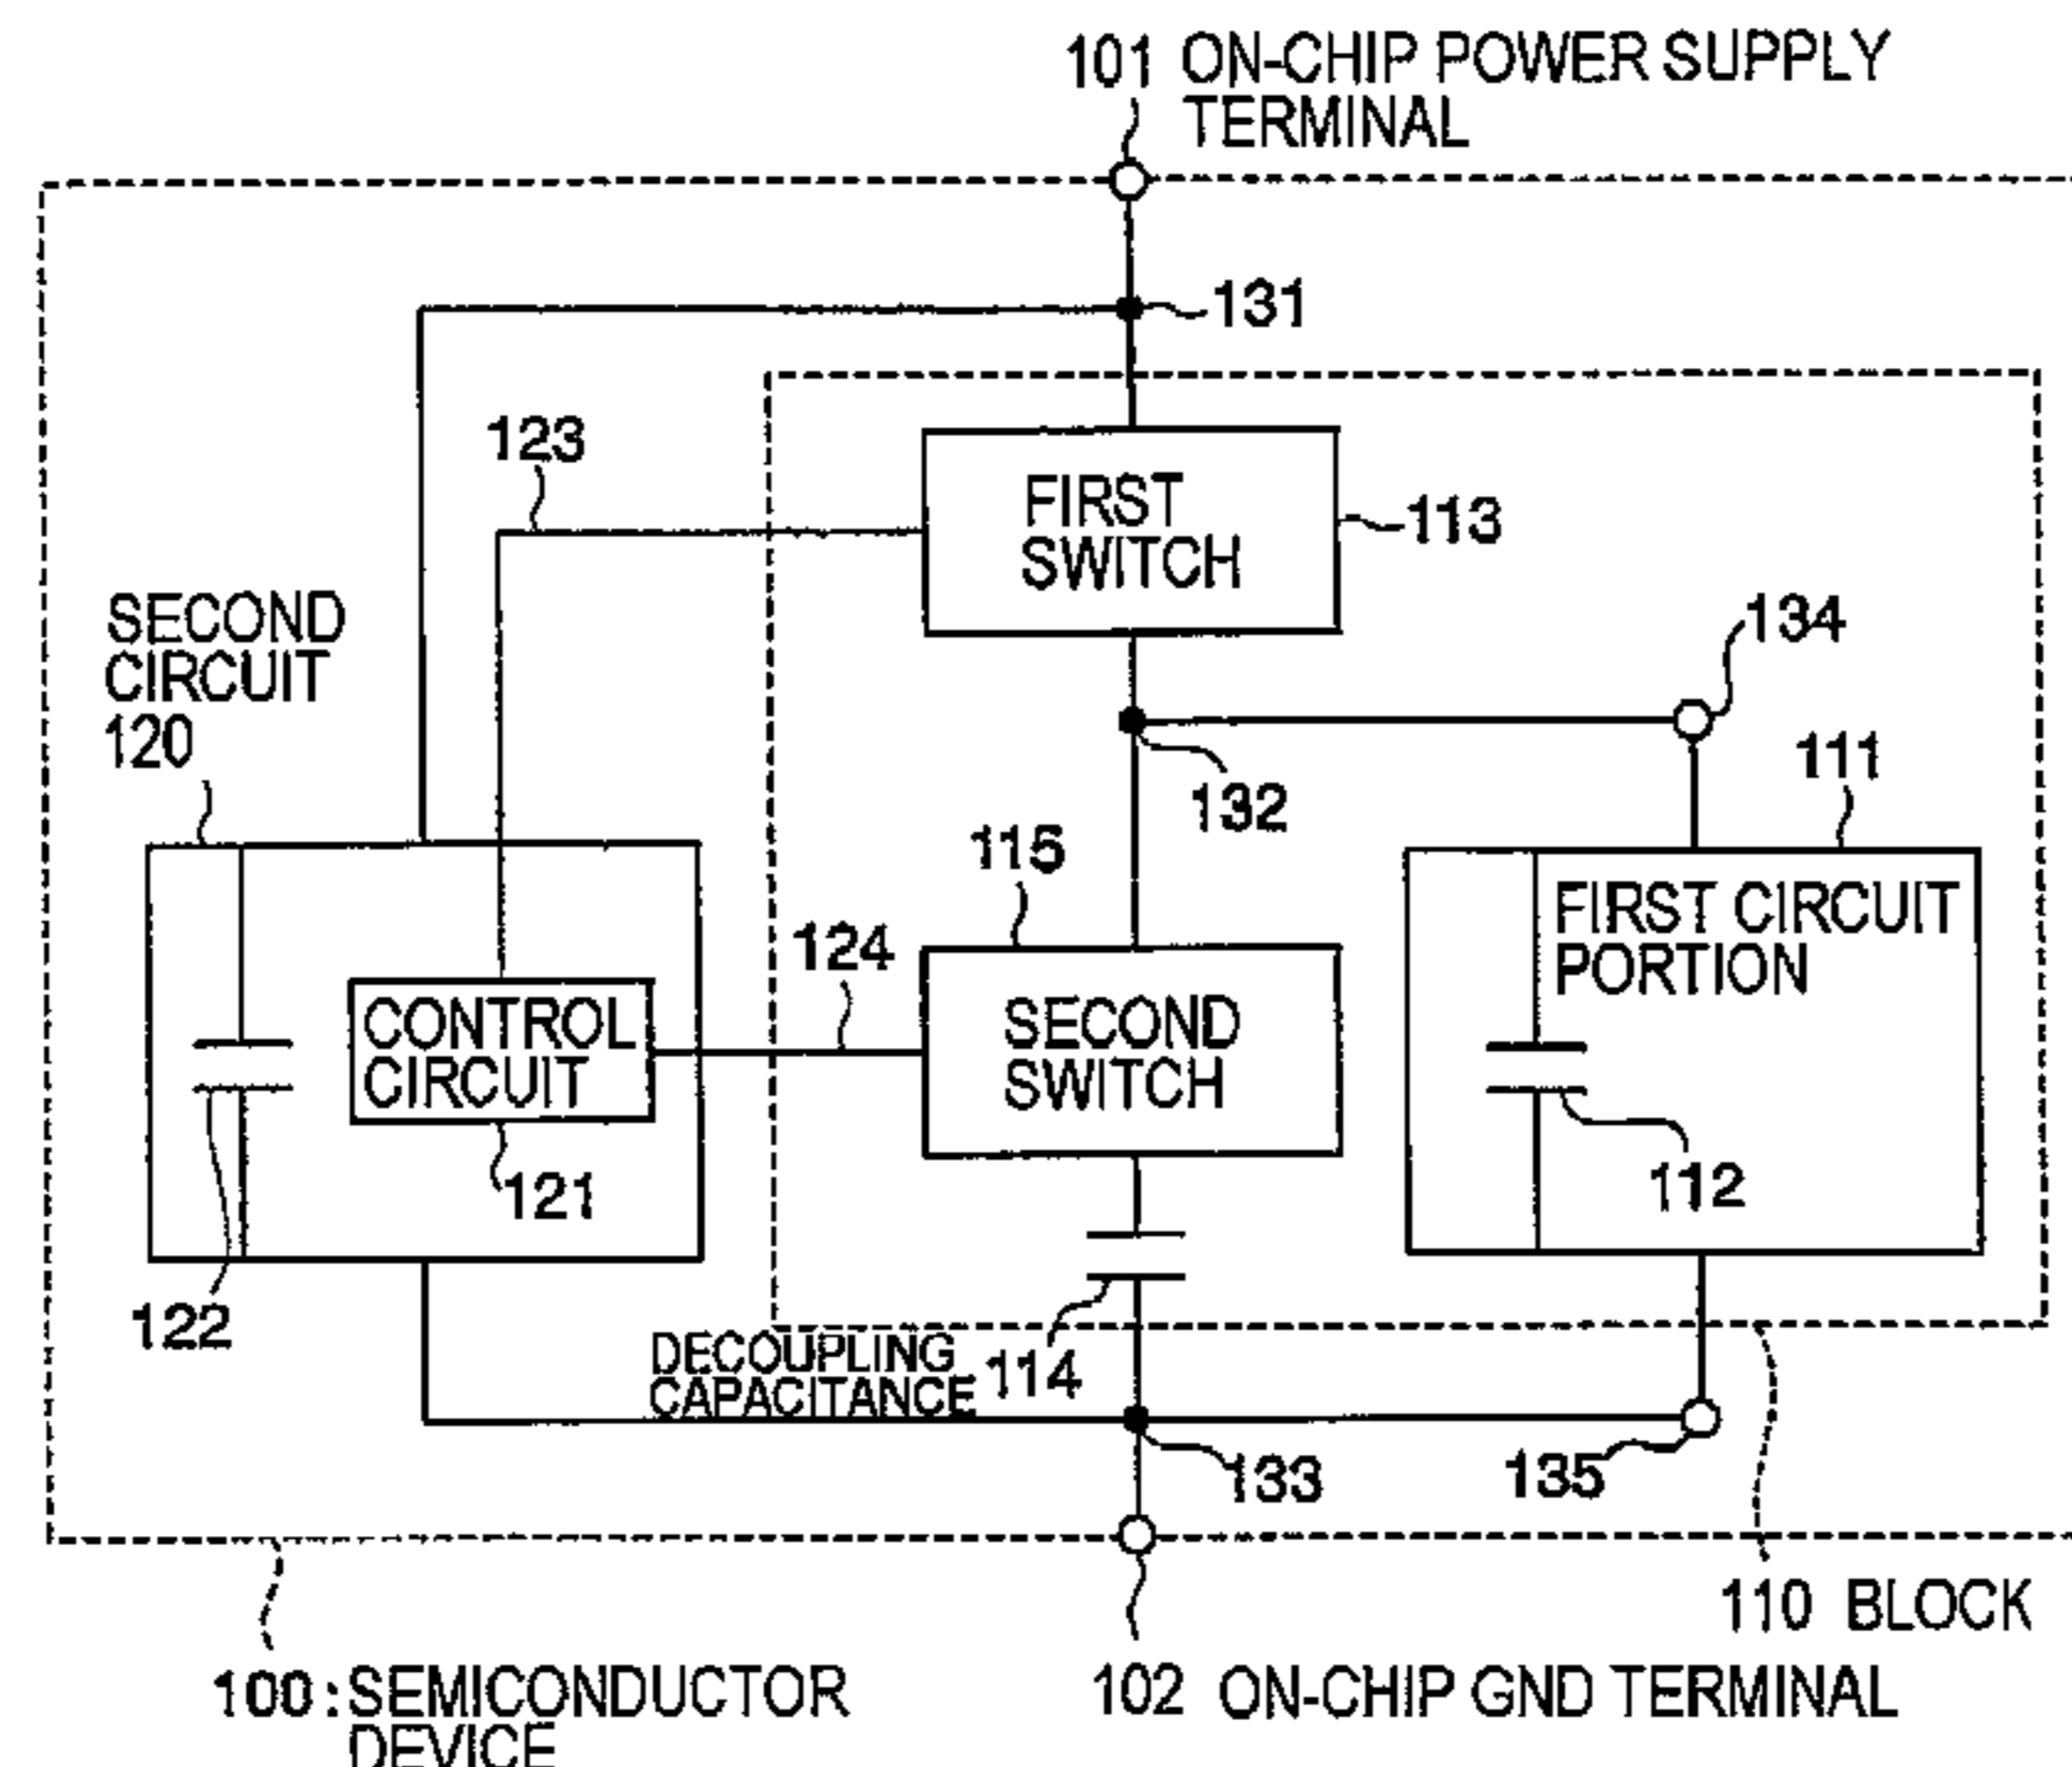 101 ON-CHIP POWER SUPPLY
TERMINAL
131
123
FIRST
SWITCH
113
SECOND
CIRCUIT
120
134
132
111
115
124
FIRST CIRCUIT
PORTION
CONTROL
CIRCUIT
SECOND
SWITCH
112
121
122
DECOUPLING
CAPACITANCE
114
133
135
110 BLOCK
100:SEMICONDUCTOR
DEVICE
102 ON-CHIP GND TERMINAL